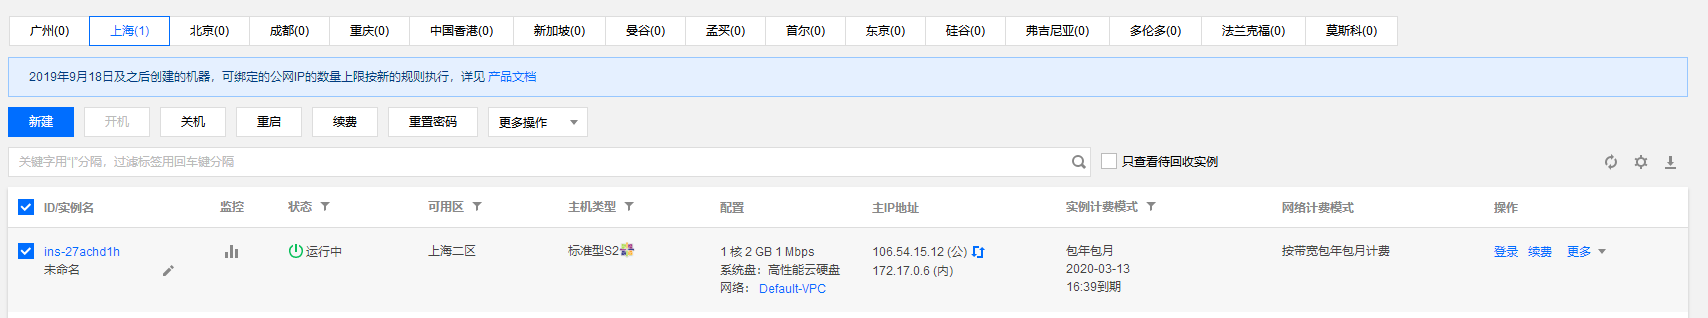 广州(0) 上海(1) 北京(0) 成都(0) 重庆(0) 中国香港(0) 新加坡(0) 曼谷(0) 孟买(0) 首尔(0) 东京(0) 硅谷(0) 弗吉尼亚(0) 多伦多(0) 法兰克福(0) 莫斯科(0)
2019年9月18日及之后创建的机器，可绑定的公网IP的数量上限按新的规则执行，详见 产品文档
新建 开机 关机 重启 续费 重置密码 更多操作
关键字用“|”分隔，过滤标签用回车键分隔 只查看待回收实例
ID/实例名 监控 状态 可用区 主机类型 配置 主IP地址 实例计费模式 网络计费模式 操作
ins-27achd1h 运行中 上海二区 标准型S2 1 核 2 GB 1 Mbps 106.54.15.12 (公) 包年包月 按带宽包年包月计费 登录 续费 更多
未命名 系统盘：高性能云硬盘 172.17.0.6 (内) 2020-03-13
网络： Default-VPC 16:39到期